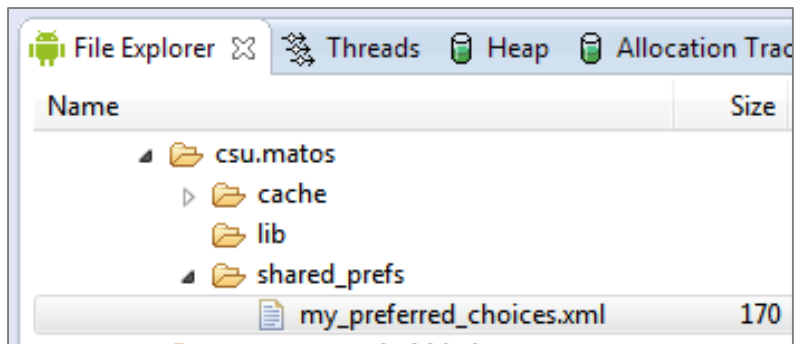 File Explorer Threads Heap Allocation Trac
Name Size
csu.matos
cache
lib
shared_prefs
my_preferred_choices.xml 170